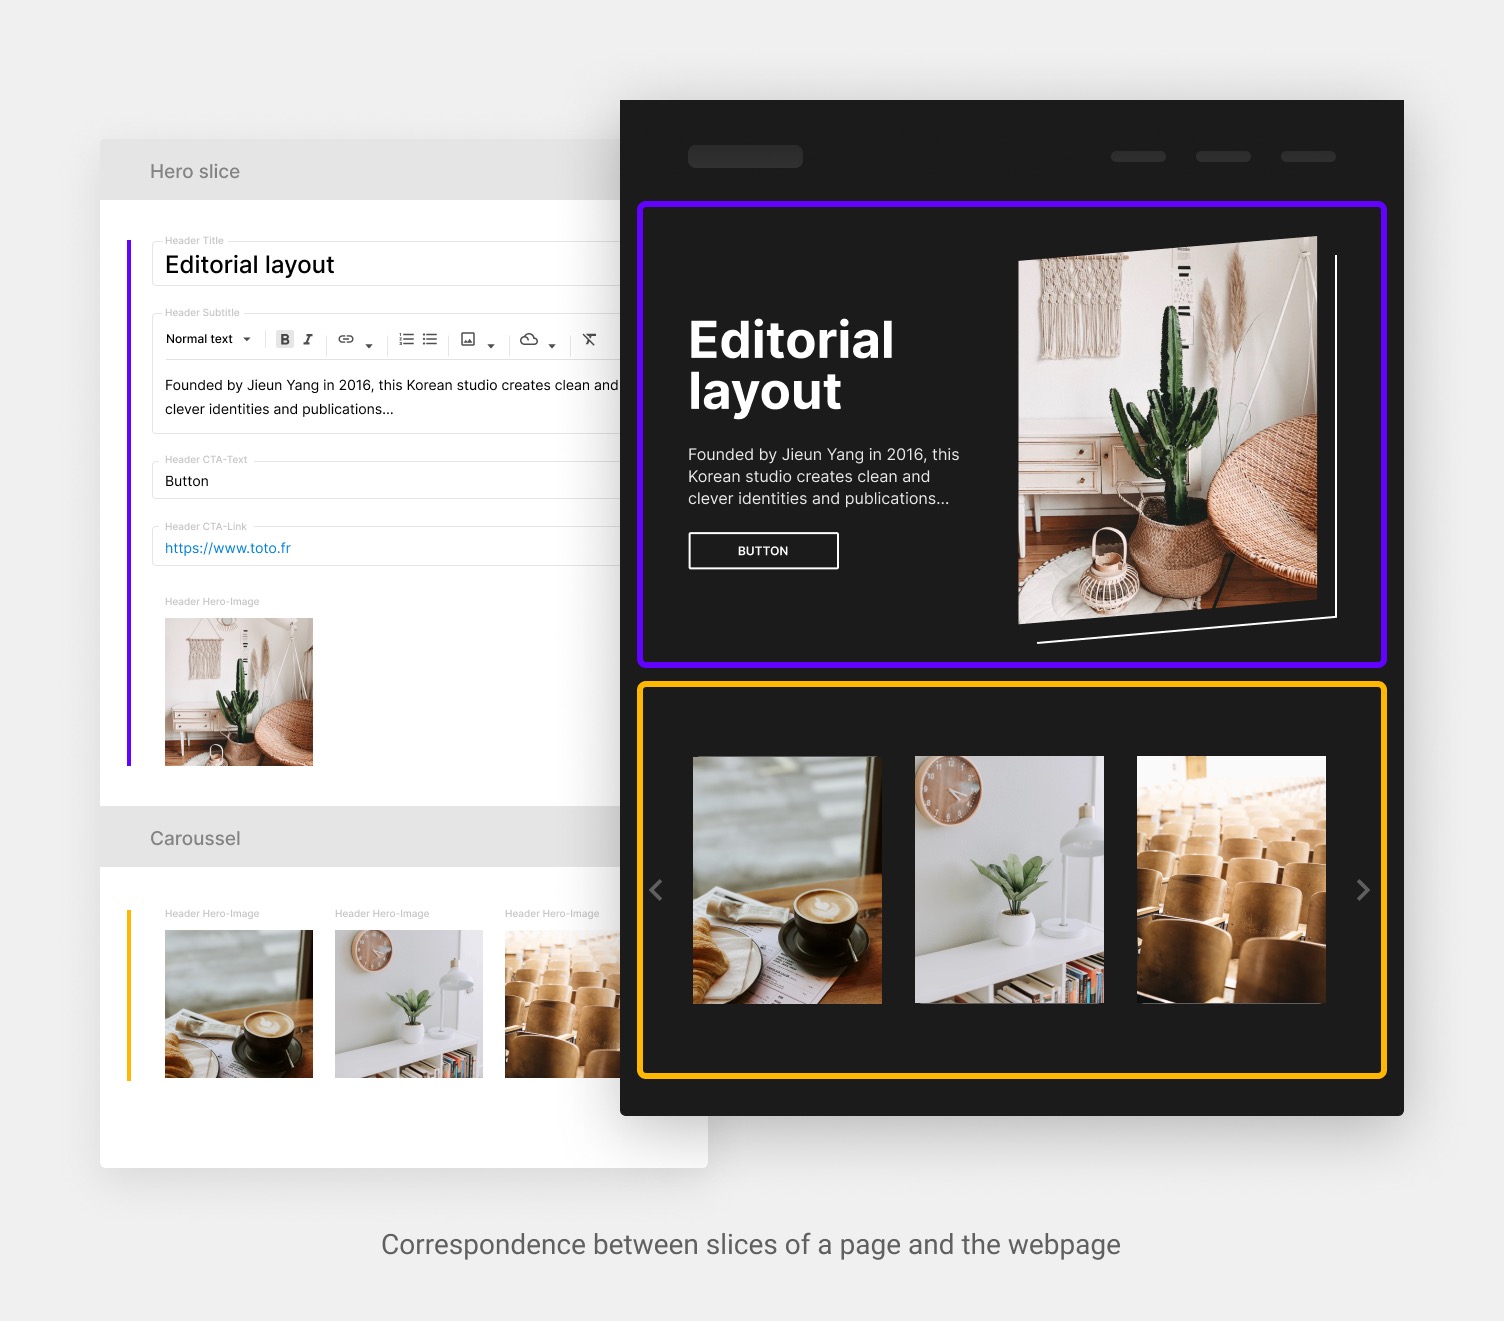 Hero slice
Header Title
Editorial layout
Header Subtitle
Normal text
B I
Founded by Jieun Yang in 2016, this Korean studio creates clean and
clever identities and publications...
Header CTA-Text
Button
Header CTA-Link
https://www.toto.fr
Header Hero-Image
Caroussel
Header Hero-Image
Header Hero-Image
Header Hero-Image
Editorial
layout
Founded by Jieun Yang in 2016, this
Korean studio creates clean and
clever identities and publications...
BUTTON
Correspondence between slices of a page and the webpage